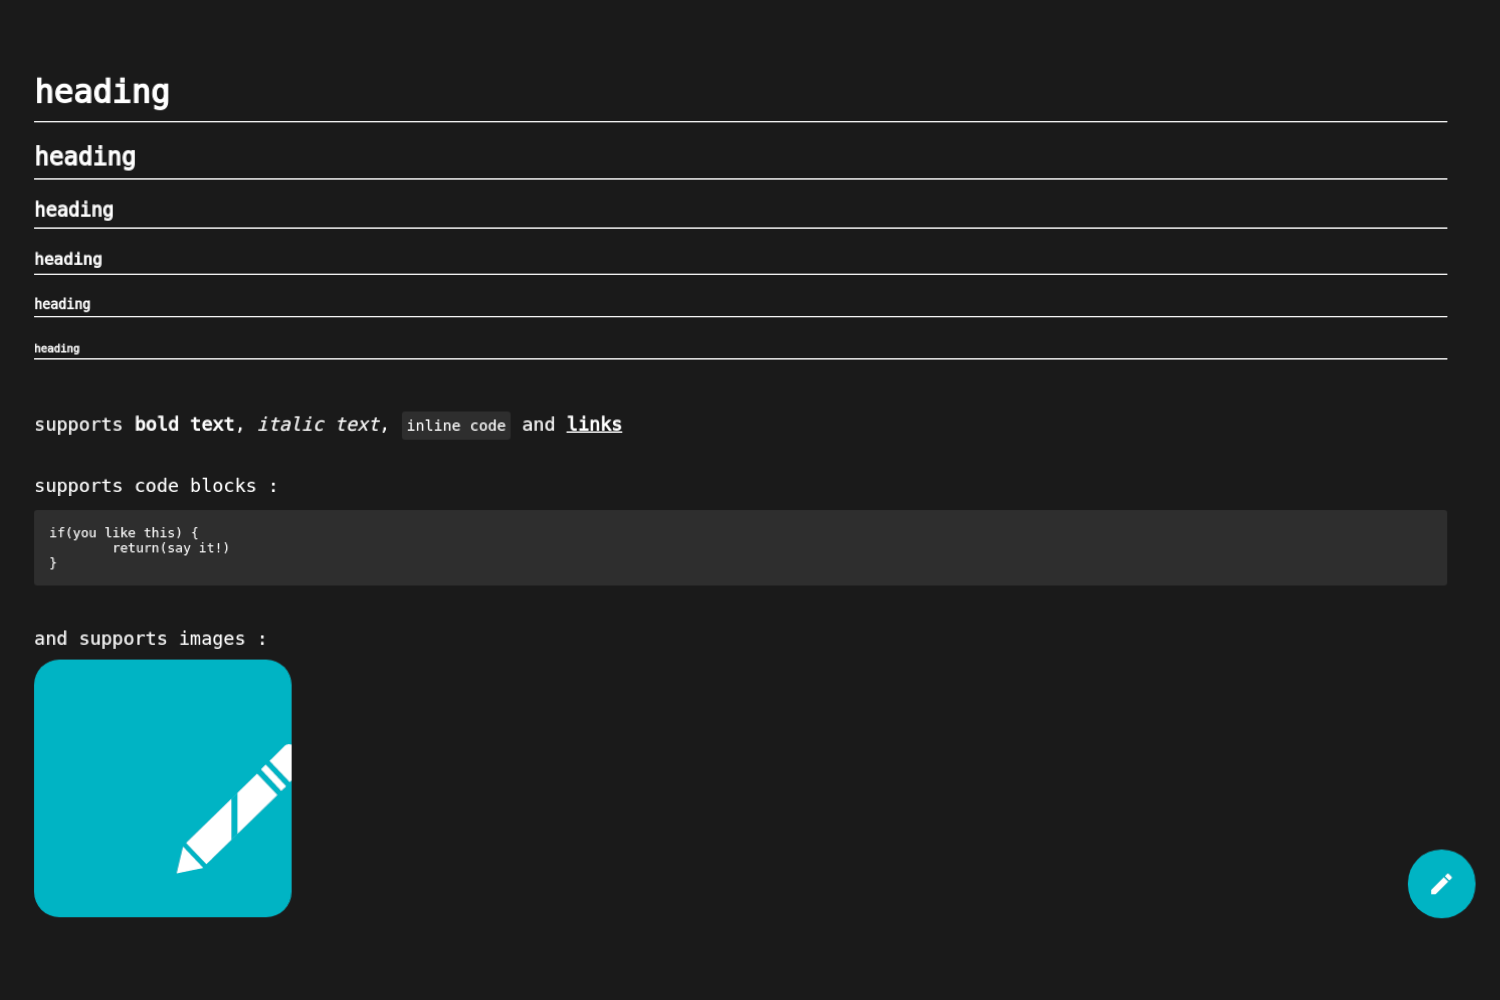 heading
heading
heading
heading
heading
heading
supports bold text, italic text, inline code and links
supports code blocks :
if(you like this) {
        return(say it!)
}
and supports images :